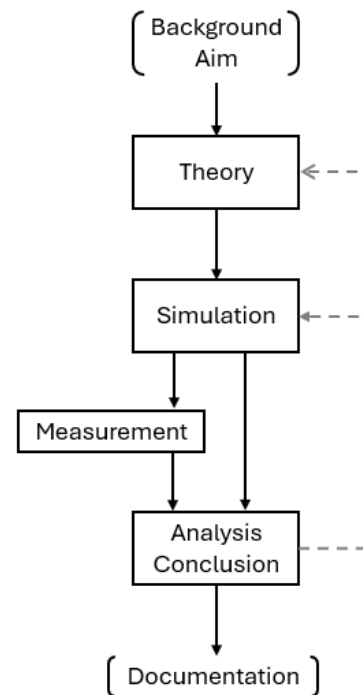 Background
Aim
Theory
Simulation
Measurement
Analysis
Conclusion
Documentation